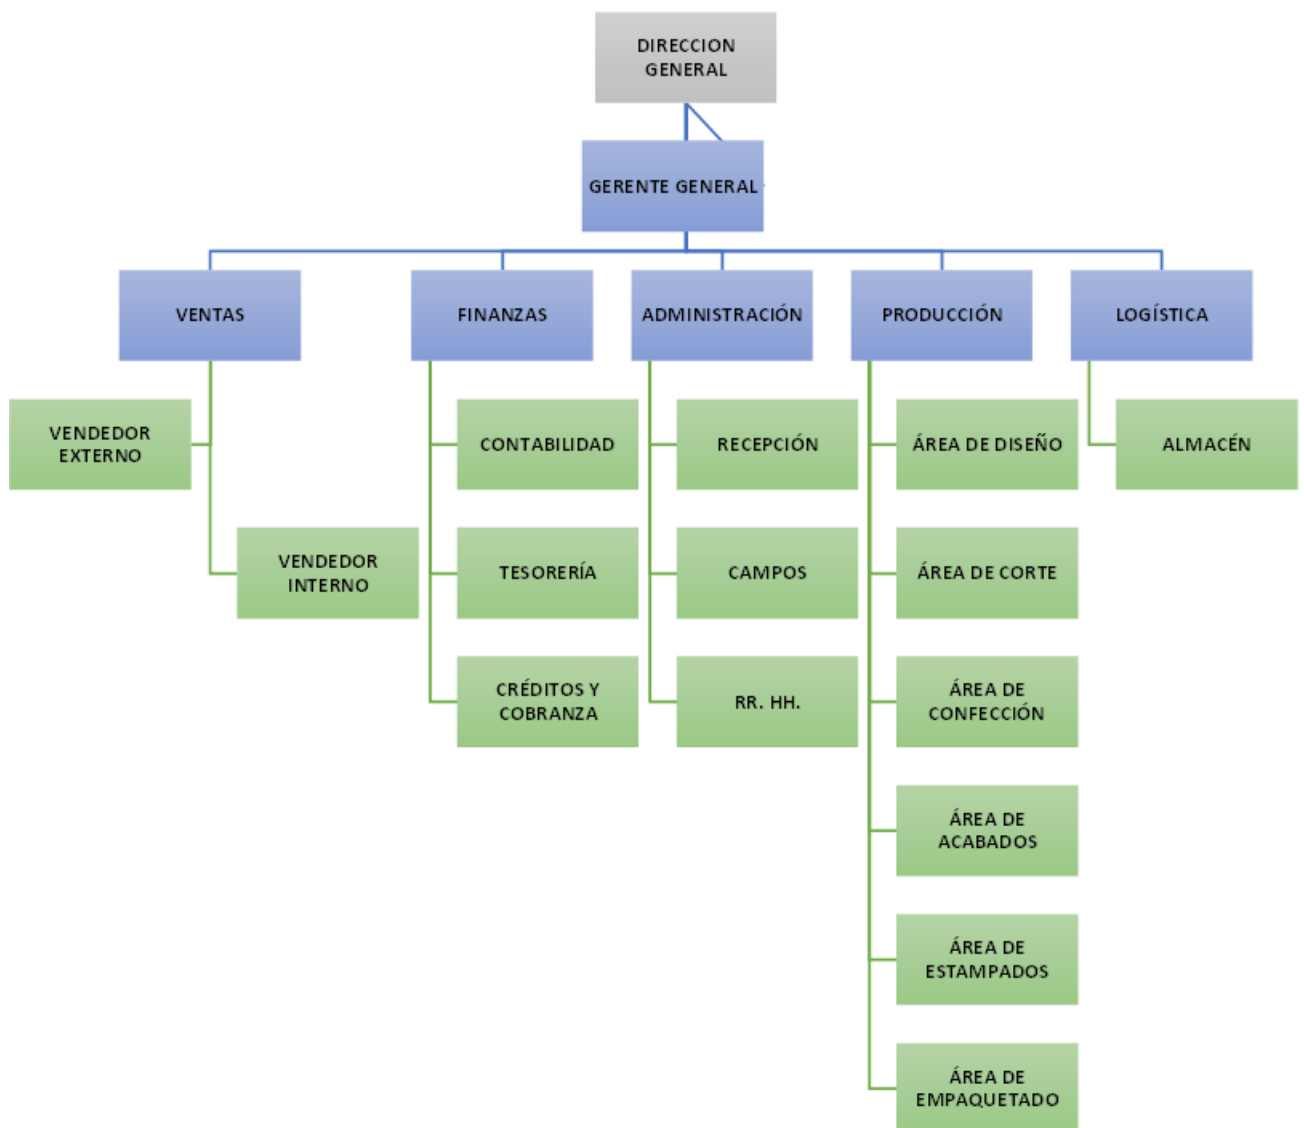 DIRECCION
GENERAL
GERENTE GENERAL
VENTAS
FINANZAS
ADMINISTRACIÓN
PRODUCCIÓN
LOGÍSTICA
VENDEDOR
EXTERNO
CONTABILIDAD
RECEPCIÓN
ÁREA DE DISEÑO
ALMACÉN
VENDEDOR
INTERNO
TESORERÍA
CAMPOS
ÁREA DE CORTE
CRÉDITOS Y
COBRANZA
RR. HH.
ÁREA DE
CONFECCIÓN
ÁREA DE
ACABADOS
ÁREA DE
ESTAMPADOS
ÁREA DE
EMPAQUETADO